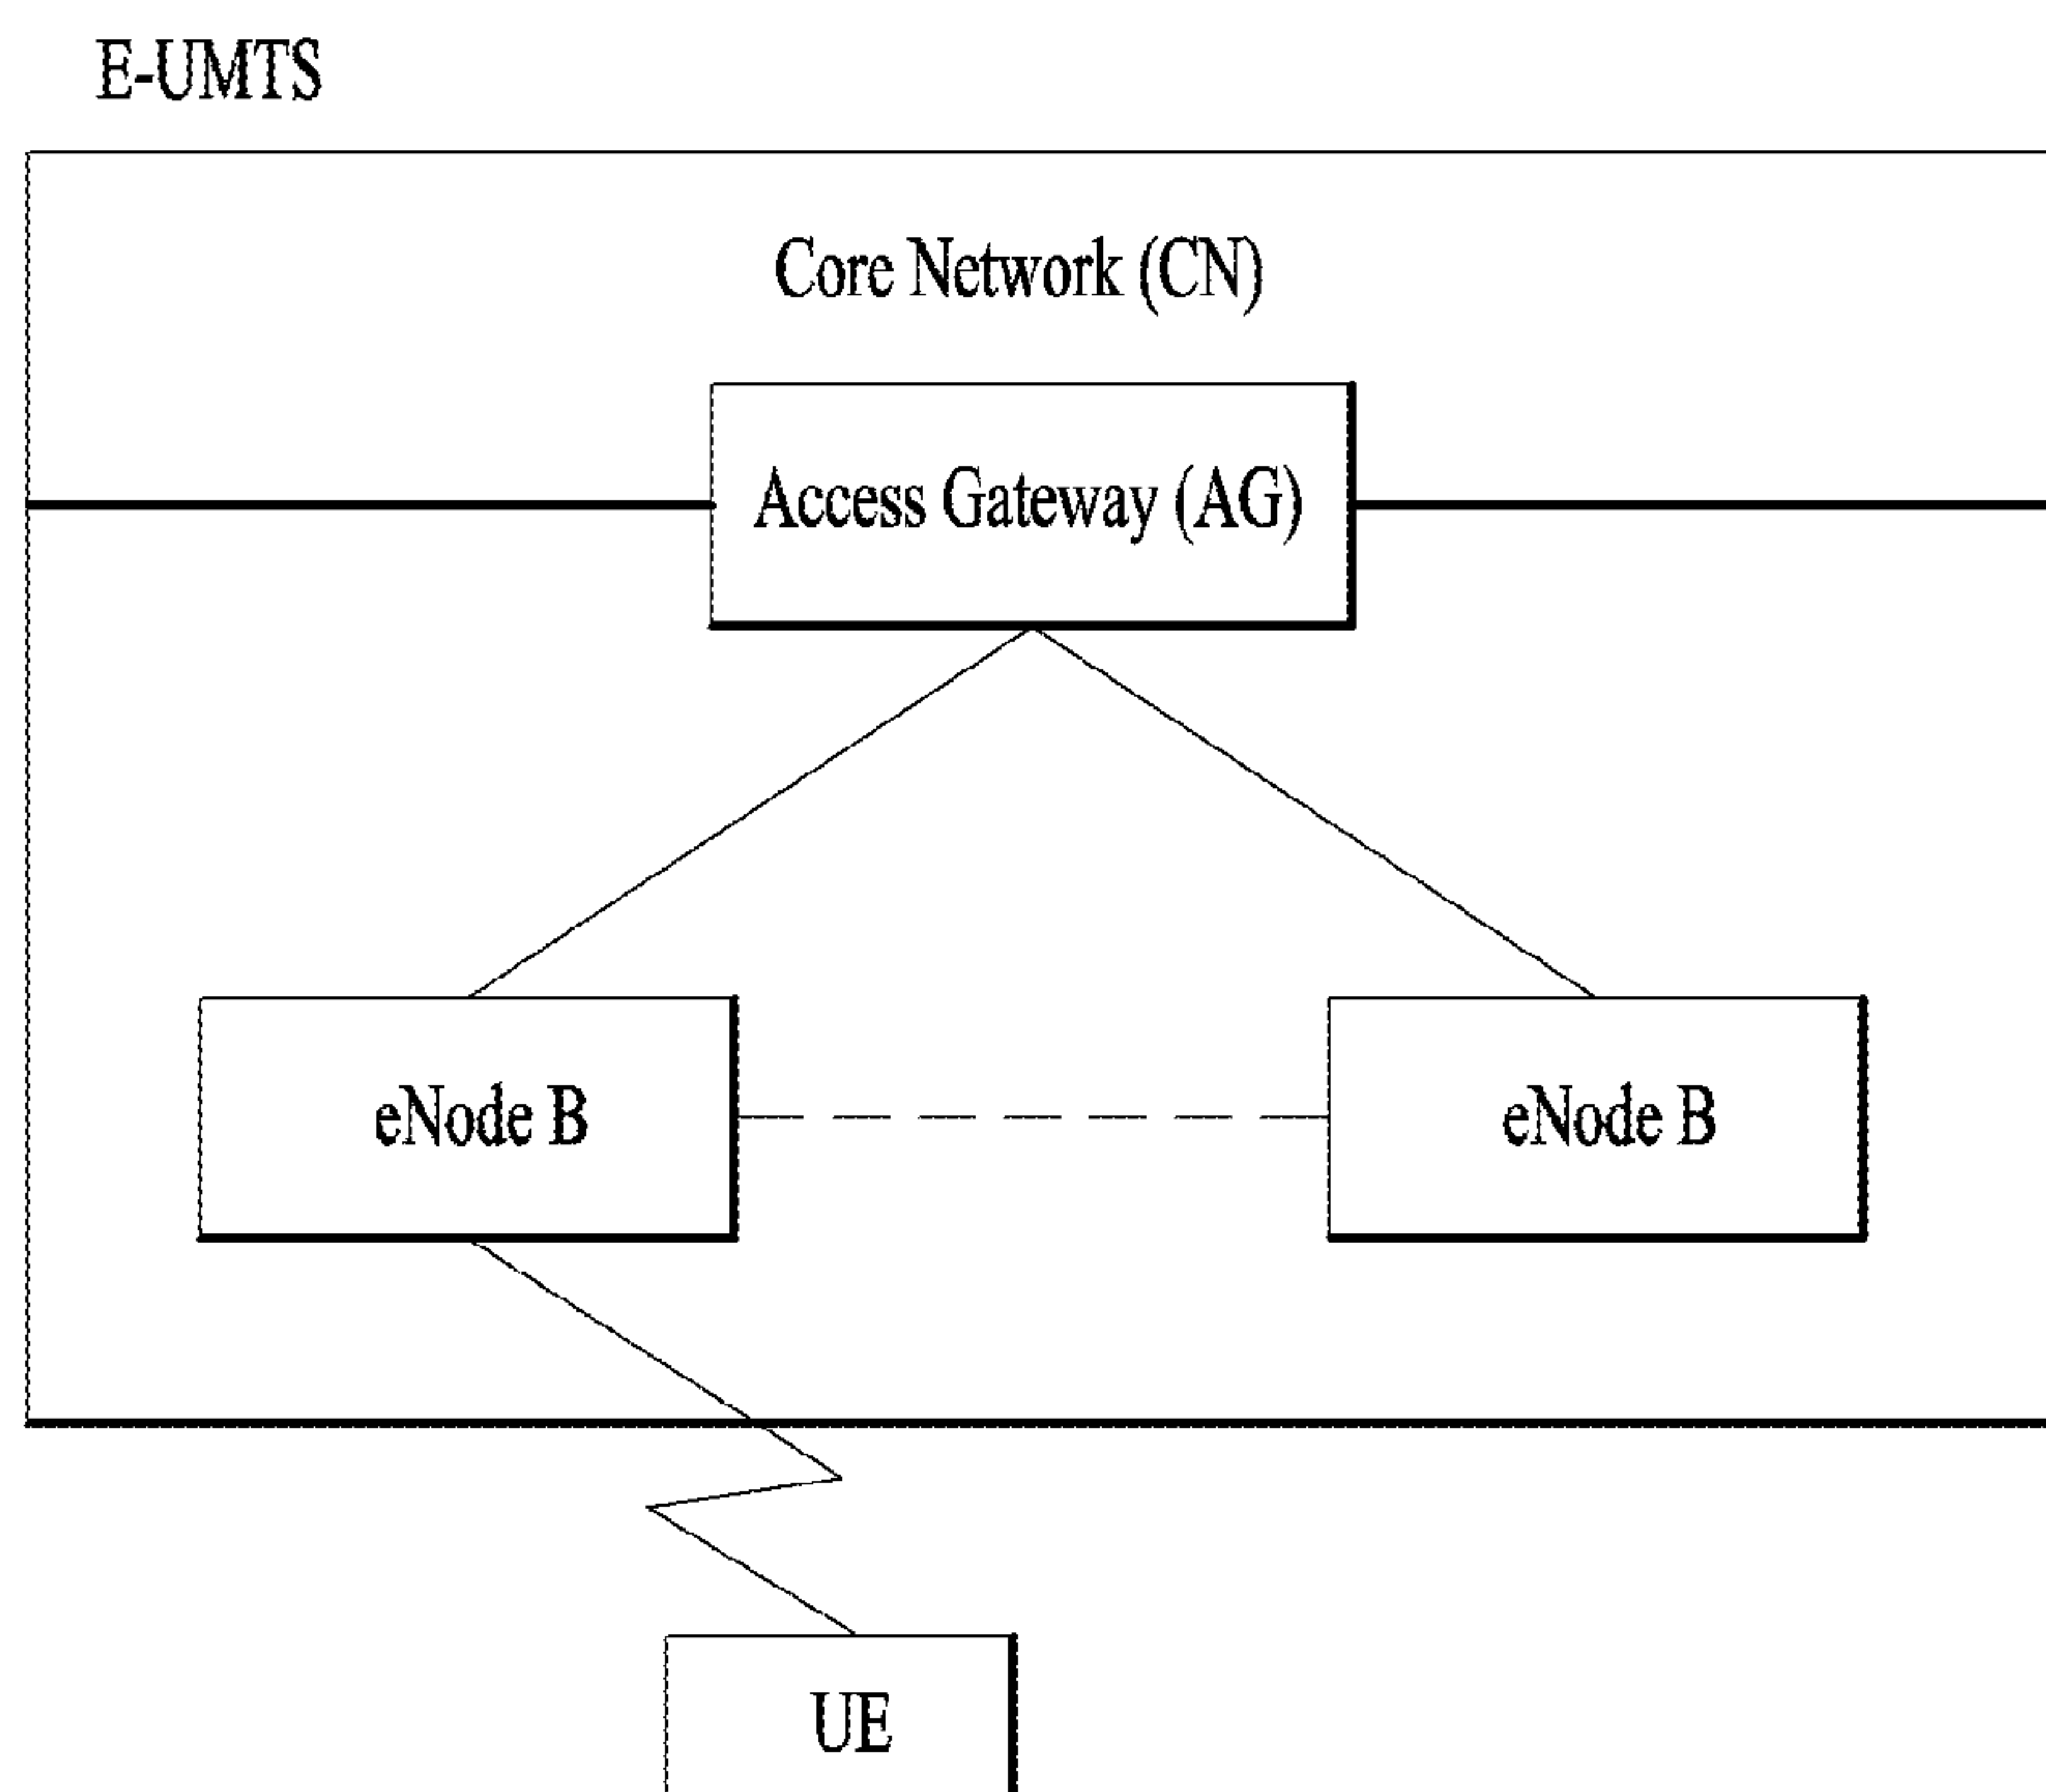 E-UMTS
Core Network (CN)
Access Gateway (AG)
eNode B
eNode B
UE